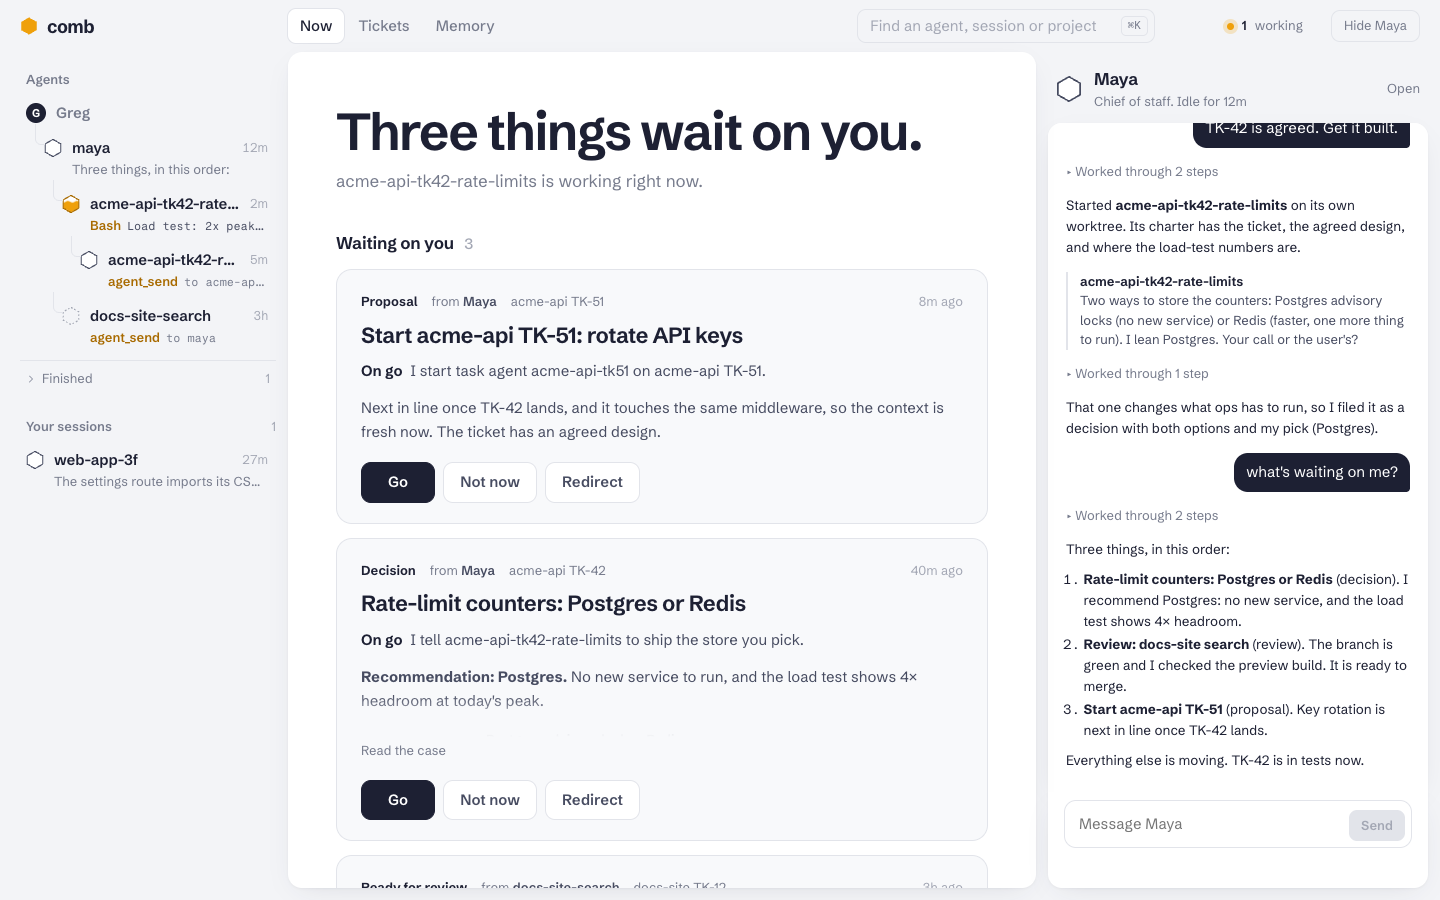 comb
Now
Tickets
Memory
Find an agent, session or project
⌘K
1 working
Hide Maya
Agents
G
Greg
maya
12m
Three things, in this order:
acme-api-tk42-rate...
2m
Bash Load test: 2x peak...
acme-api-tk42-r...
5m
agent_send to acme-ap...
docs-site-search
3h
agent_send to maya
Finished
1
Your sessions
1
web-app-3f
27m
The settings route imports its CS...
Three things wait on you.
acme-api-tk42-rate-limits is working right now.
Waiting on you 3
Proposal from Maya acme-api TK-51
8m ago
Start acme-api TK-51: rotate API keys
On go I start task agent acme-api-tk51 on acme-api TK-51.
Next in line once TK-42 lands, and it touches the same middleware, so the context is
fresh now. The ticket has an agreed design.
Go
Not now
Redirect
Decision from Maya acme-api TK-42
40m ago
Rate-limit counters: Postgres or Redis
On go I tell acme-api-tk42-rate-limits to ship the store you pick.
Recommendation: Postgres. No new service to run, and the load test shows 4×
headroom at today's peak.
Read the case
Go
Not now
Redirect
Ready for review from docs-site-search docs-site TK-12
3h ago
Maya
Chief of staff. Idle for 12m
Open
TK-42 is agreed. Get it built.
Worked through 2 steps
Started acme-api-tk42-rate-limits on its own
worktree. Its charter has the ticket, the agreed design,
and where the load-test numbers are.
acme-api-tk42-rate-limits
Two ways to store the counters: Postgres advisory
locks (no new service) or Redis (faster, one more thing
to run). I lean Postgres. Your call or the user's?
Worked through 1 step
That one changes what ops has to run, so I filed it as a
decision with both options and my pick (Postgres).
what's waiting on me?
Worked through 2 steps
Three things, in this order:
1. Rate-limit counters: Postgres or Redis (decision). I
recommend Postgres: no new service, and the load
test shows 4× headroom.
2. Review: docs-site search (review). The branch is
green and I checked the preview build. It is ready to
merge.
3. Start acme-api TK-51 (proposal). Key rotation is
next in line once TK-42 lands.
Everything else is moving. TK-42 is in tests now.
Message Maya
Send